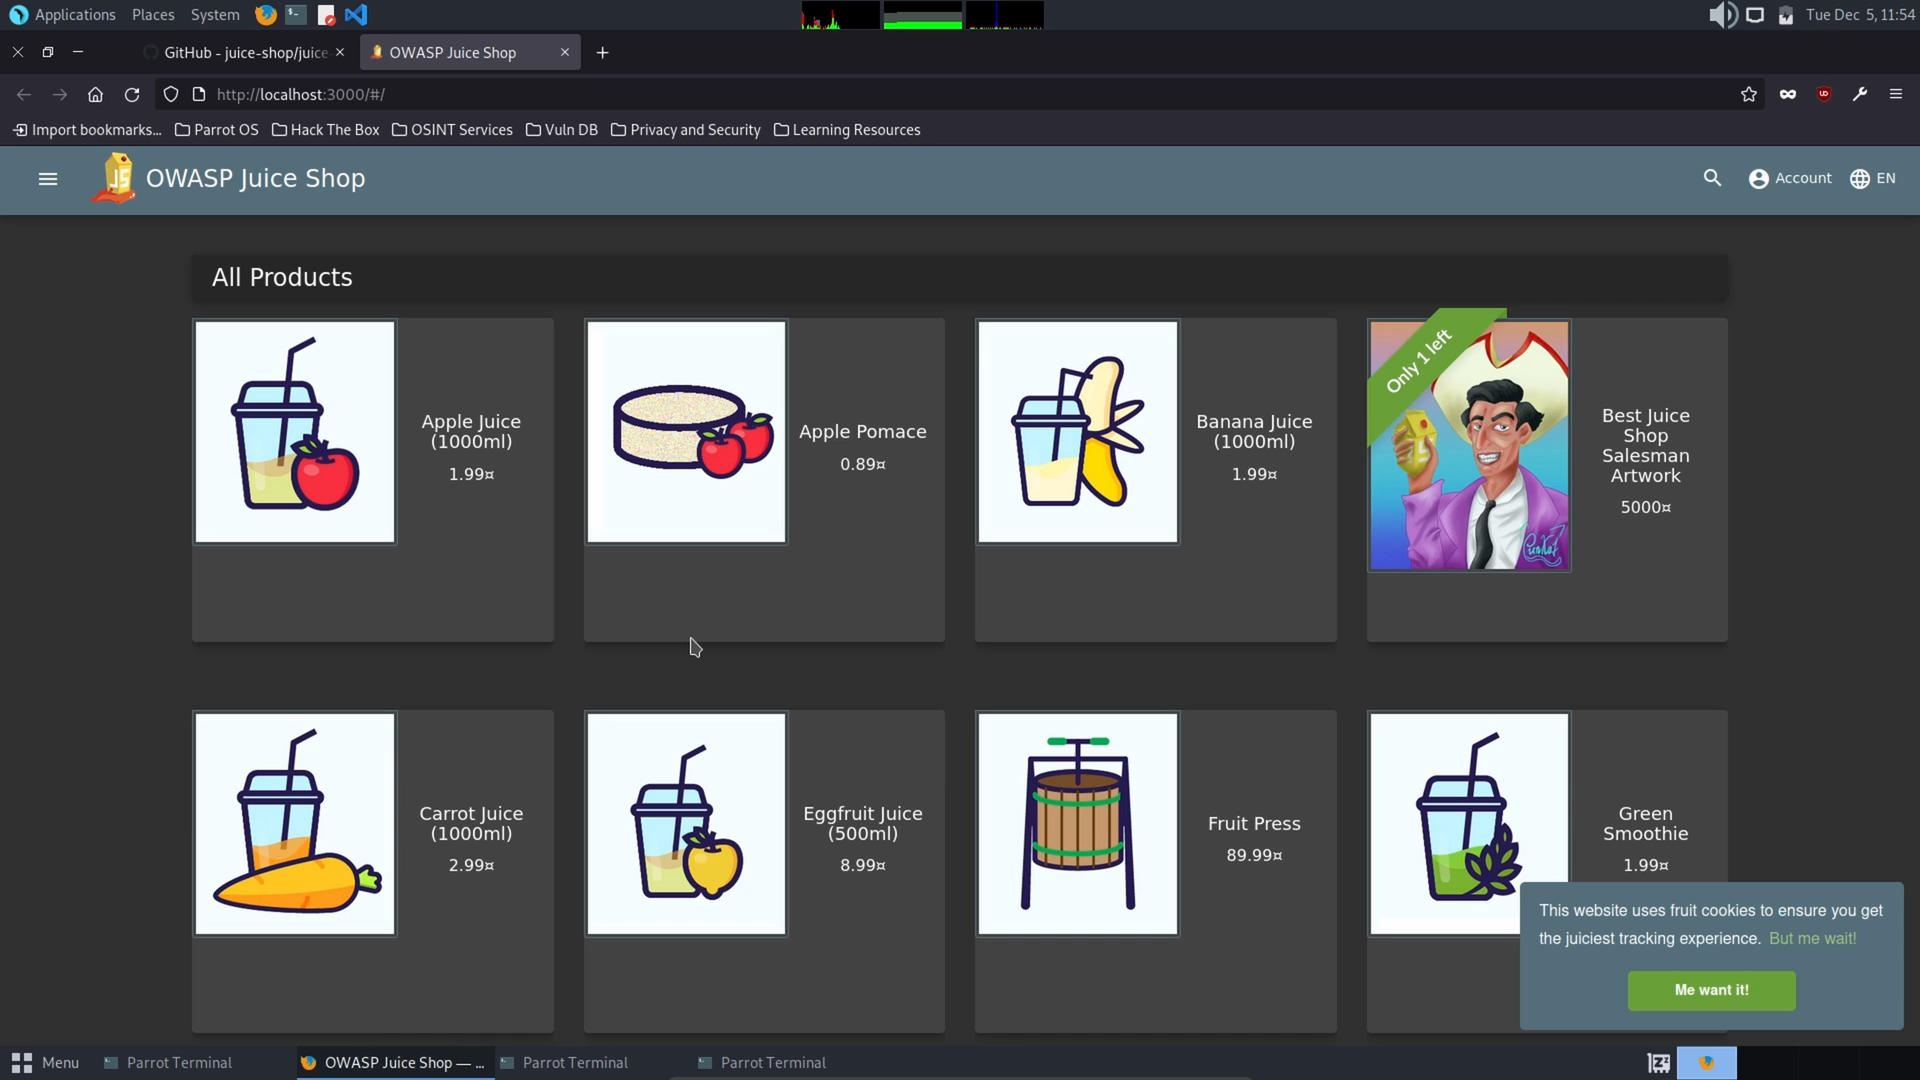 Applications Places System Tue Dec 5, 11:54
GitHub - juice-shop/juice- OWASP Juice Shop
http://localhost:3000/#/
Import bookmarks... Parrot OS Hack The Box OSINT Services Vuln DB Privacy and Security Learning Resources
JS OWASP Juice Shop Account EN
All Products
Apple Juice
(1000ml)
1.99¤
Apple Pomace
0.89¤
Banana Juice
(1000ml)
1.99¤
Only 1 left
Best Juice
Shop
Salesman
Artwork
5000¤
Carrot Juice
(1000ml)
2.99¤
Eggfruit Juice
(500ml)
8.99¤
Fruit Press
89.99¤
Green
Smoothie
1.99¤
This website uses fruit cookies to ensure you get
the juiciest tracking experience. But me wait!
Me want it!
Menu Parrot Terminal OWASP Juice Shop — ... Parrot Terminal Parrot Terminal